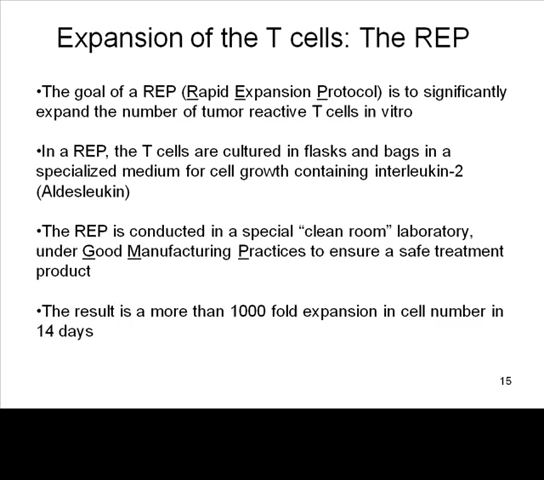 Expansion of the T cells: The REP
•The goal of a REP (Rapid Expansion Protocol) is to significantly
expand the number of tumor reactive T cells in vitro
•In a REP, the T cells are cultured in flasks and bags in a
specialized medium for cell growth containing interleukin-2
(Aldesleukin)
•The REP is conducted in a special “clean room” laboratory,
under Good Manufacturing Practices to ensure a safe treatment
product
•The result is a more than 1000 fold expansion in cell number in
14 days
15